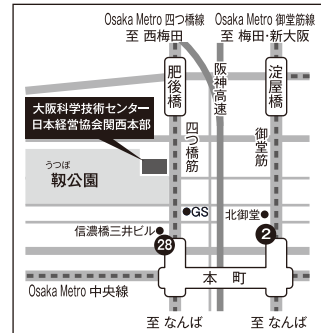 Osaka Metro 四つ橋線
至 西梅田
Osaka Metro 御堂筋線
至 梅田・新大阪
肥後橋
阪神高速
淀屋橋
大阪科学技術センター
日本経営協会関西本部
四つ橋筋
御堂筋
うつぼ
靱公園
GS
北御堂
信濃橋三井ビル
28
2
本町
Osaka Metro 中央線
至 なんば
至 なんば